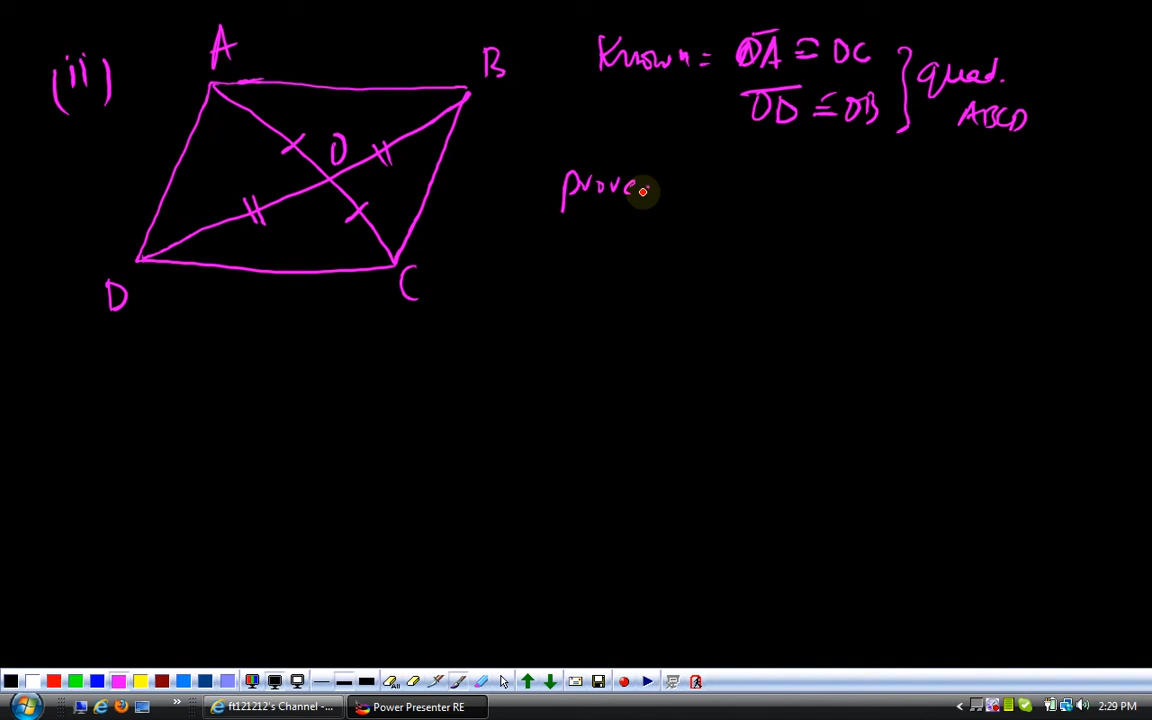 (ii)
A
B
O
D
C
Known = OA ≅ OC
OD ≅ OB
quad.
ABCD
prove
ft121212's Channel -...
Power Presenter RE
2:29 PM